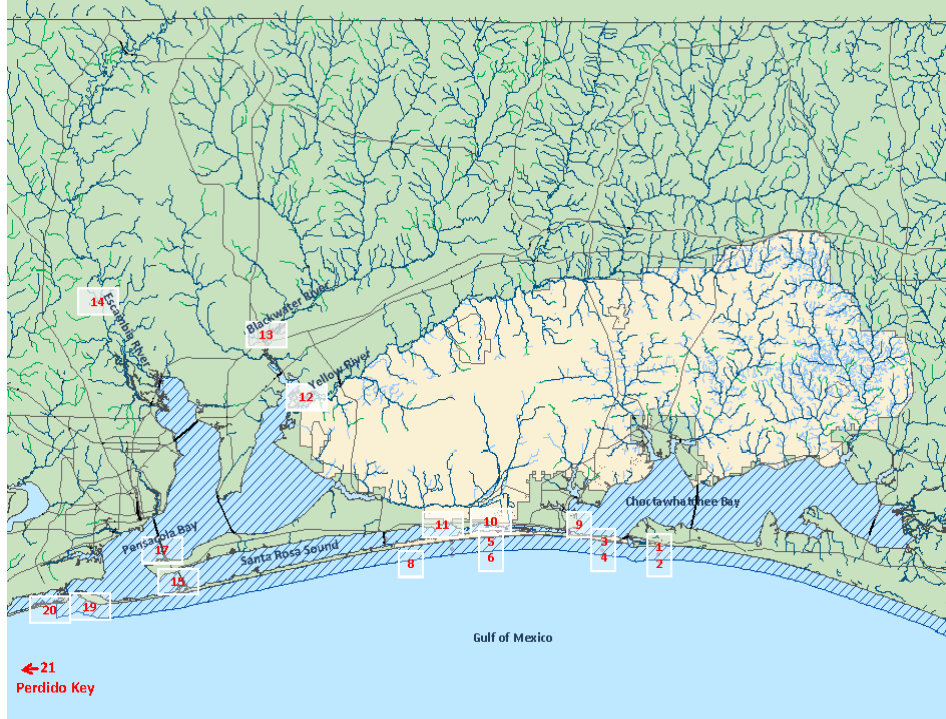 14
Escambia River
Blackwater River
13
Yellow River
12
Choctawhatchee Bay
11
10
9
Pensacola Bay
17
Santa Rosa Sound
5
6
3
4
1
2
8
15
20
19
Gulf of Mexico
21
Perdido Key